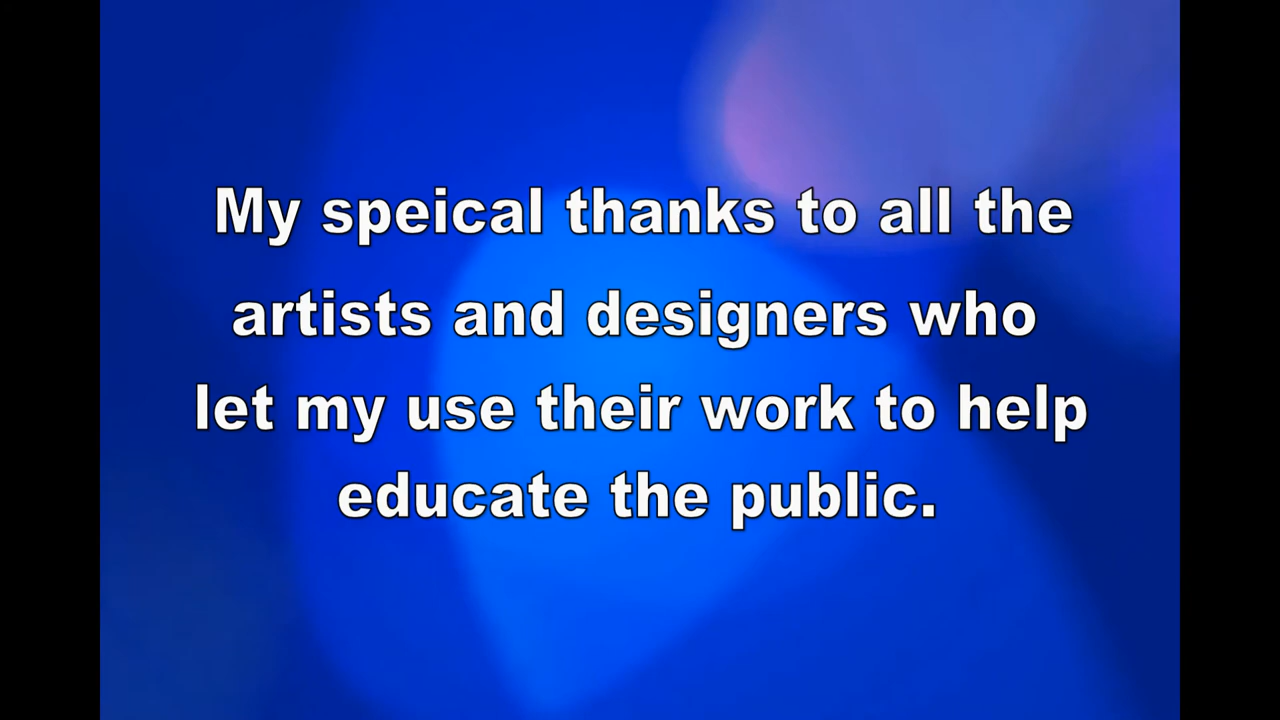 My speical thanks to all the
artists and designers who
let my use their work to help
educate the public.